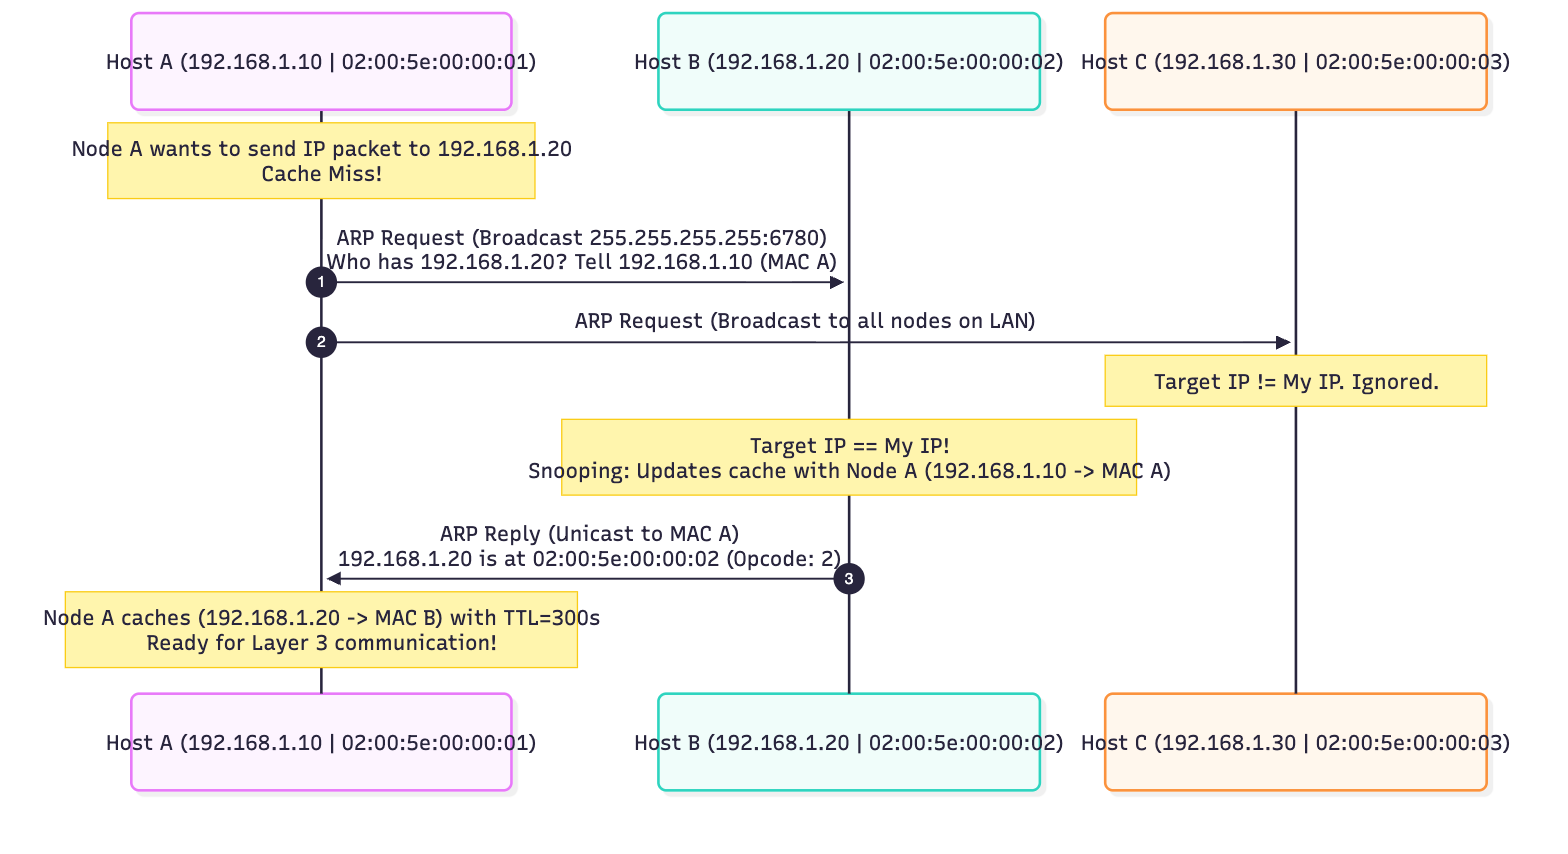 Host A (192.168.1.10 | 02:00:5e:00:00:01)
Host B (192.168.1.20 | 02:00:5e:00:00:02)
Host C (192.168.1.30 | 02:00:5e:00:00:03)
Node A wants to send IP packet to 192.168.1.20
Cache Miss!
ARP Request (Broadcast 255.255.255.255:6780)
Who has 192.168.1.20? Tell 192.168.1.10 (MAC A)
1
ARP Request (Broadcast to all nodes on LAN)
2
Target IP != My IP. Ignored.
Target IP == My IP!
Snooping: Updates cache with Node A (192.168.1.10 -> MAC A)
ARP Reply (Unicast to MAC A)
192.168.1.20 is at 02:00:5e:00:00:02 (Opcode: 2)
3
Node A caches (192.168.1.20 -> MAC B) with TTL=300s
Ready for Layer 3 communication!
Host A (192.168.1.10 | 02:00:5e:00:00:01)
Host B (192.168.1.20 | 02:00:5e:00:00:02)
Host C (192.168.1.30 | 02:00:5e:00:00:03)